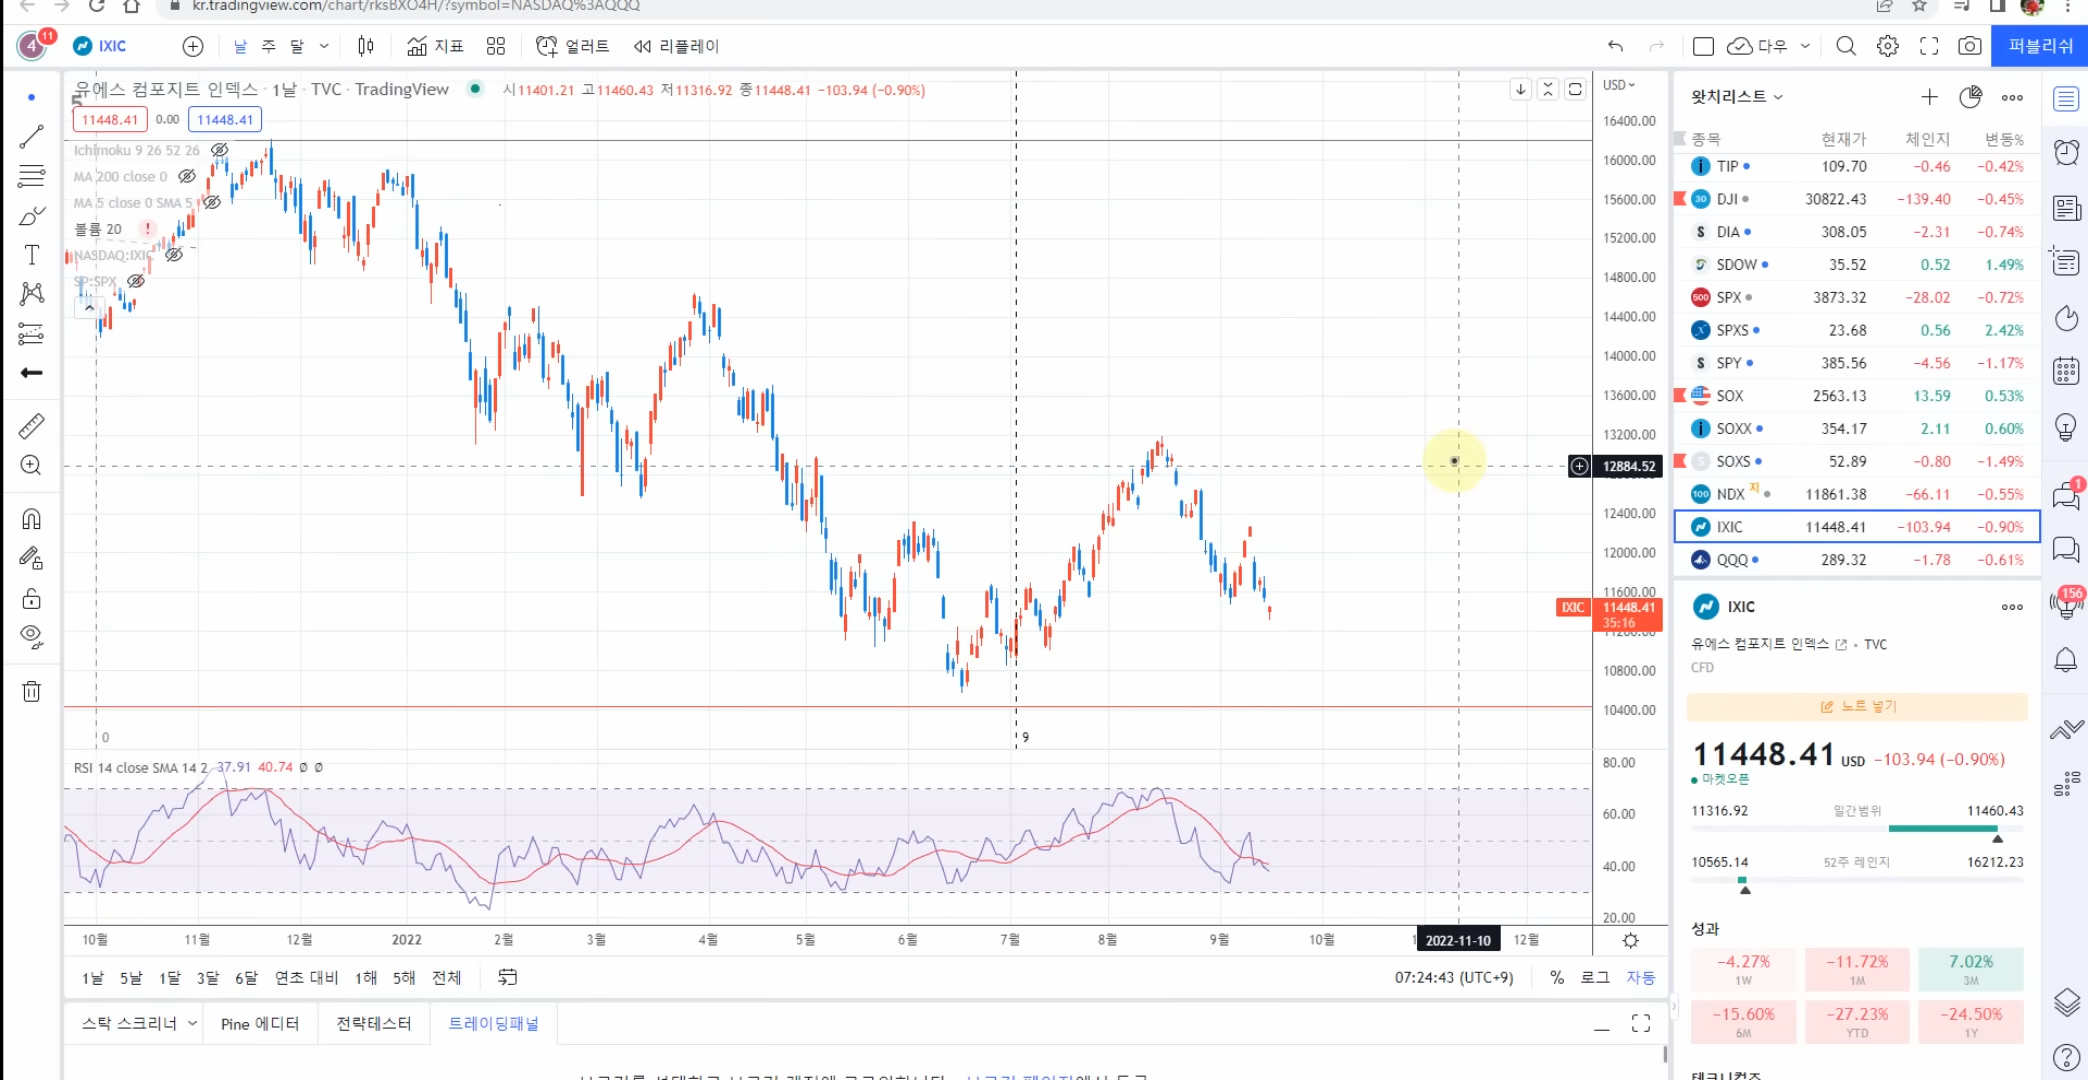 kr.tradingview.com/chart/rksBXO4H/?symbol=NASDAQ%3AQQQ
4 11 IXIC 날 주 달 지표 얼러트 리플레이 다우 퍼블리쉬
유에스 컴포지트 인덱스 · 1날 · TVC · TradingView 시11401.21 고11460.43 저11316.92 종11448.41 −103.94 (−0.90%)
5
11448.41 0.00 11448.41
Ichimoku 9 26 52 26
MA 200 close 0
MA 5 close 0 SMA 5
볼륨 20 !
NASDAQ:IXIC
SP:SPX
USD
16400.00
16000.00
15600.00
15200.00
14800.00
14400.00
14000.00
13600.00
13200.00
12884.52
12400.00
12000.00
11600.00
IXIC 11448.41
35:16
11200.00
10800.00
10400.00
0 9
RSI 14 close SMA 14 2 37.91 40.74 Ø Ø
80.00
60.00
40.00
20.00
10월 11월 12월 2022 2월 3월 4월 5월 6월 7월 8월 9월 10월 2022-11-10 12월
1날 5날 1달 3달 6달 연초 대비 1해 5해 전체 07:24:43 (UTC+9) % 로그 자동
스탁 스크리너 Pine 에디터 전략테스터 트레이딩패널
왓치리스트
종목 현재가 체인지 변동%
TIP 109.70 −0.46 −0.42%
30 DJI 30822.43 −139.40 −0.45%
S DIA 308.05 −2.31 −0.74%
SDOW 35.52 0.52 1.49%
500 SPX 3873.32 −28.02 −0.72%
SPXS 23.68 0.56 2.42%
S SPY 385.56 −4.56 −1.17%
SOX 2563.13 13.59 0.53%
SOXX 354.17 2.11 0.60%
S SOXS 52.89 −0.80 −1.49%
100 NDX 지 11861.38 −66.11 −0.55%
IXIC 11448.41 −103.94 −0.90%
QQQ 289.32 −1.78 −0.61%
IXIC
유에스 컴포지트 인덱스 · TVC
CFD
노트 넣기
11448.41 USD −103.94 (−0.90%)
마켓오픈
11316.92 일간범위 11460.43
10565.14 52주 레인지 16212.23
성과
−4.27% −11.72% 7.02%
1W 1M 3M
−15.60% −27.23% −24.50%
6M YTD 1Y
1
156